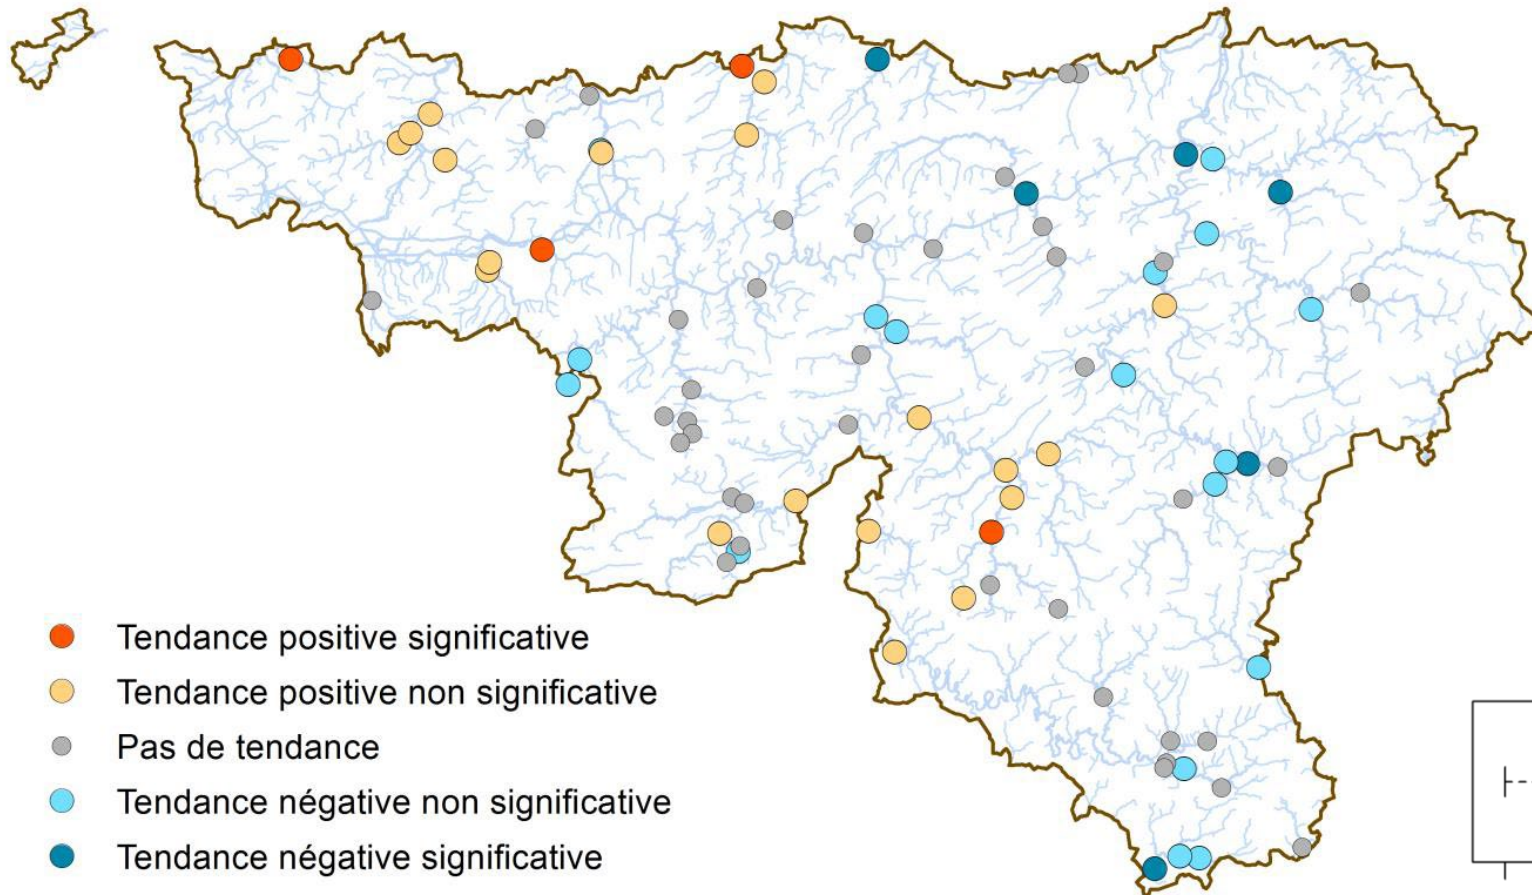 Tendance positive significative
Tendance positive non significative
Pas de tendance
Tendance négative non significative
Tendance négative significative